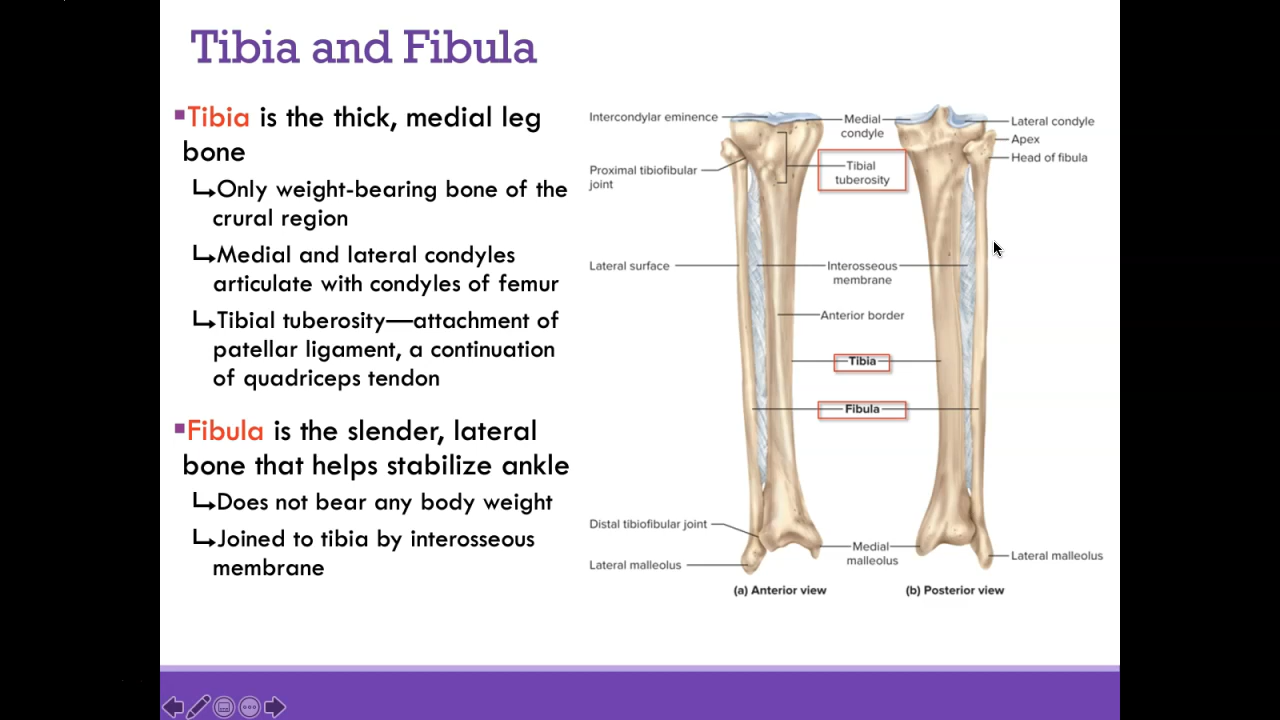 Tibia and Fibula
▪Tibia is the thick, medial leg
bone
↳Only weight-bearing bone of the
crural region
↳Medial and lateral condyles
articulate with condyles of femur
↳Tibial tuberosity—attachment of
patellar ligament, a continuation
of quadriceps tendon
▪Fibula is the slender, lateral
bone that helps stabilize ankle
↳Does not bear any body weight
↳Joined to tibia by interosseous
membrane
Intercondylar eminence
Proximal tibiofibular
joint
Lateral surface
Distal tibiofibular joint
Lateral malleolus
Medial
condyle
Tibial
tuberosity
Interosseous
membrane
Anterior border
Tibia
Fibula
Medial
malleolus
Lateral condyle
Apex
Head of fibula
Lateral malleolus
(a) Anterior view
(b) Posterior view